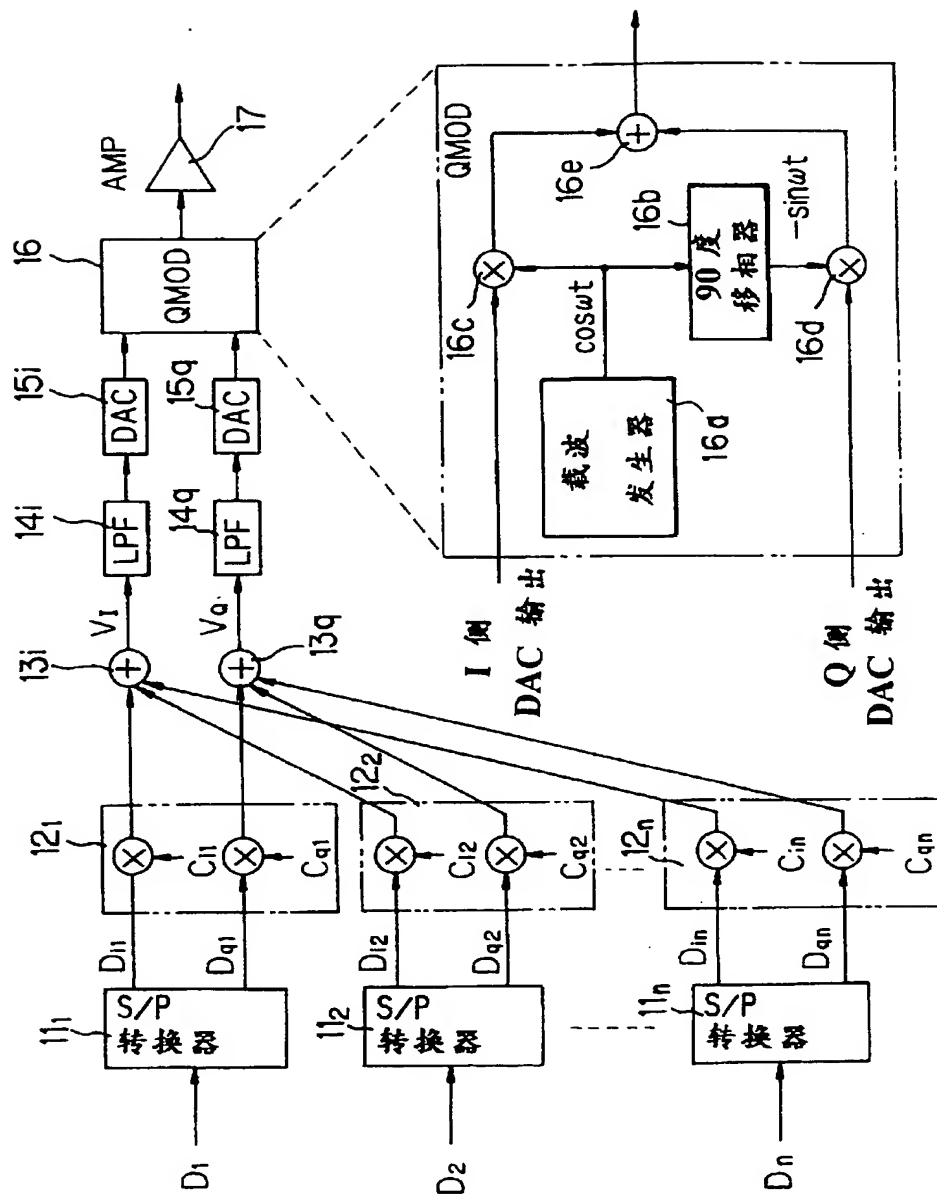 D1
111
S/P
转换器
Di1
Dq1
121
Ci1
Cq1
D2
112
S/P
转换器
Di2
Dq2
122
Ci2
Cq2
Dn
11n
S/P
转换器
Din
Dqn
12n
Cin
Cqn
13i
VI
13q
VQ
14i
LPF
14q
LPF
15i
DAC
15q
DAC
16
QMOD
AMP
17
I 侧
DAC 输出
Q 侧
DAC 输出
QMOD
载波
发生器
16a
cosωt
16b
90 度
移相器
-sinωt
16c
16d
16e